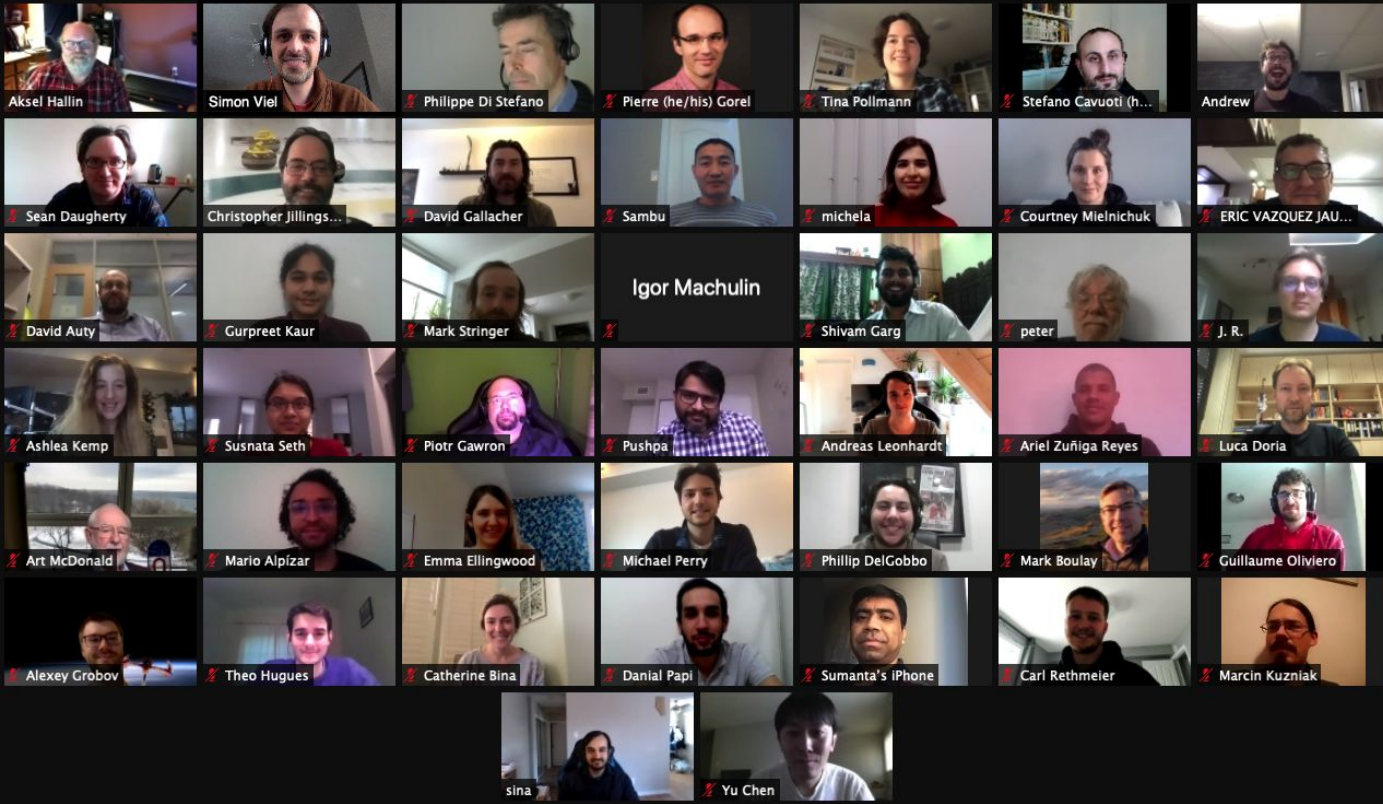 Aksel Hallin
Simon Viel
Philippe Di Stefano
Pierre (he/his) Gorel
Tina Pollmann
Stefano Cavuoti (h...
Andrew
Sean Daugherty
Christopher Jillings...
David Gallacher
Sambu
michela
Courtney Mielnichuk
ERIC VAZQUEZ JAU...
David Auty
Gurpreet Kaur
Mark Stringer
Igor Machulin
Shivam Garg
peter
J. R.
Ashlea Kemp
Susnata Seth
Piotr Gawron
Pushpa
Andreas Leonhardt
Ariel Zuñiga Reyes
Luca Doria
Art McDonald
Mario Alpízar
Emma Ellingwood
Michael Perry
Phillip DelGobbo
Mark Boulay
Guillaume Oliviero
Alexey Grobov
Theo Hugues
Catherine Bina
Danial Papi
Sumanta's iPhone
Carl Rethmeier
Marcin Kuzniak
sina
Yu Chen